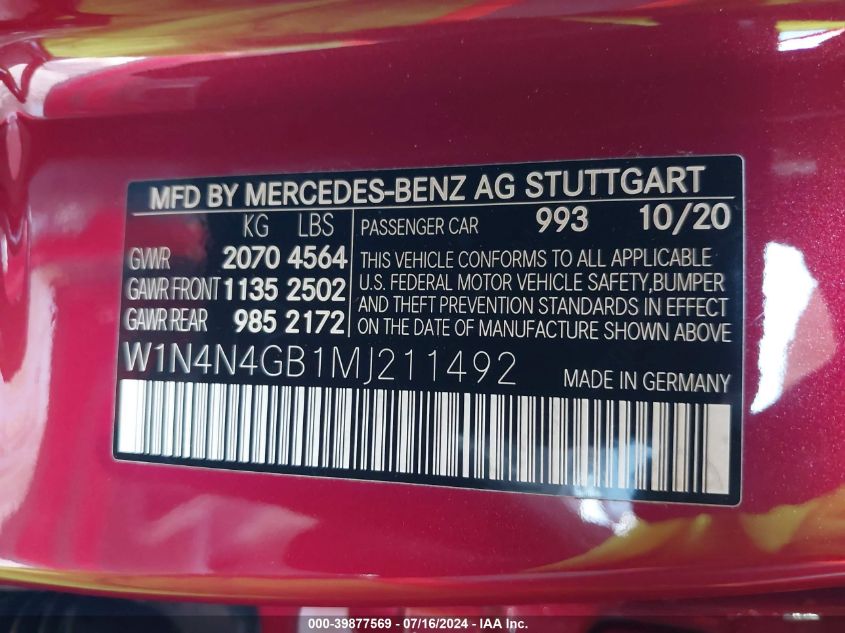 MFD BY MERCEDES-BENZ AG STUTTGART
KG LBS
GVWR 2070 4564
GAWR FRONT 1135 2502
GAWR REAR 985 2172
PASSENGER CAR 993 10/20
THIS VEHICLE CONFORMS TO ALL APPLICABLE
U.S. FEDERAL MOTOR VEHICLE SAFETY,BUMPER
AND THEFT PREVENTION STANDARDS IN EFFECT
ON THE DATE OF MANUFACTURE SHOWN ABOVE
W1N4N4GB1MJ211492
MADE IN GERMANY
000-39877569 - 07/16/2024 - IAA Inc.